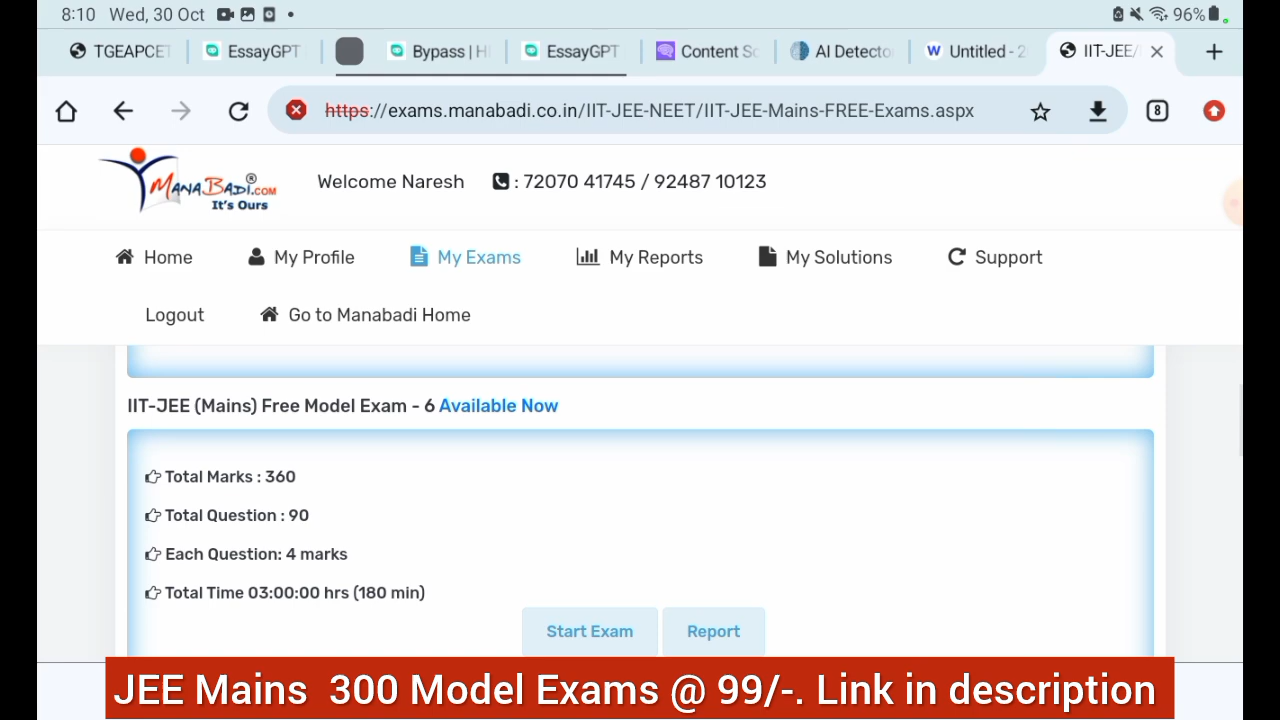 8:10 Wed, 30 Oct 96%
TGEAPCET EssayGPT Bypass | H EssayGPT Content Sc AI Detecto W Untitled - 2 IIT-JEE/
https://exams.manabadi.co.in/IIT-JEE-NEET/IIT-JEE-Mains-FREE-Exams.aspx 8
MANABADI.COM ®
It's Ours
Welcome Naresh : 72070 41745 / 92487 10123
Home My Profile My Exams My Reports My Solutions Support
Logout Go to Manabadi Home
IIT-JEE (Mains) Free Model Exam - 6 Available Now
Total Marks : 360
Total Question : 90
Each Question: 4 marks
Total Time 03:00:00 hrs (180 min)
Start Exam Report
JEE Mains 300 Model Exams @ 99/-. Link in description